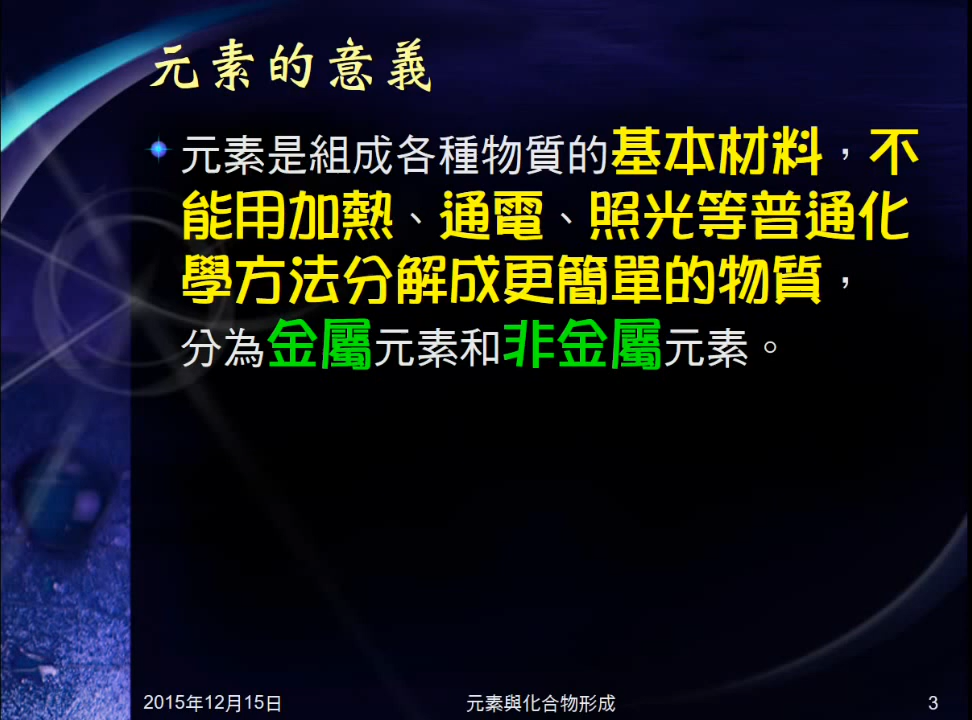 元素的意義
元素是組成各種物質的基本材料，不
能用加熱、通電、照光等普通化
學方法分解成更簡單的物質，
分為金屬元素和非金屬元素。
2015年12月15日
元素與化合物形成
3